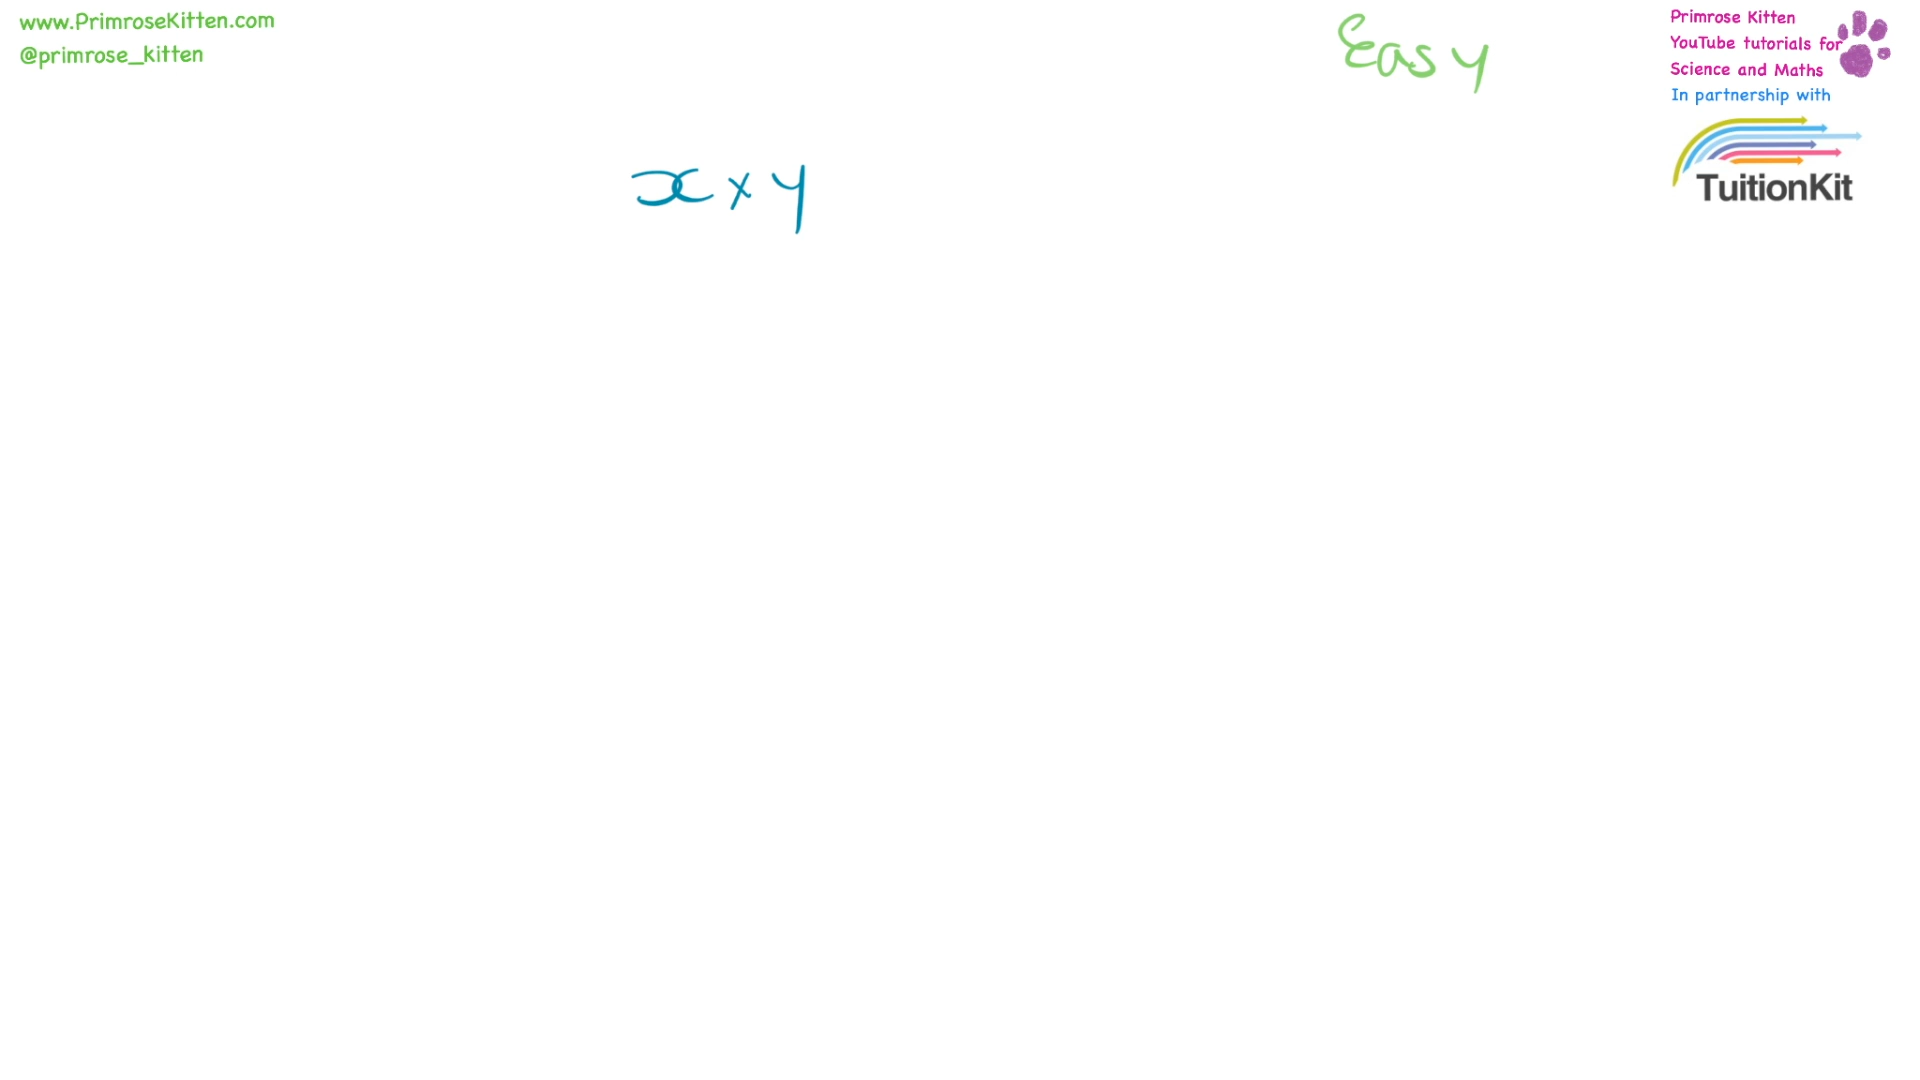 www.PrimroseKitten.com
@primrose_kitten
Easy
Primrose Kitten
YouTube tutorials for
Science and Maths
In partnership with
TuitionKit
x × y